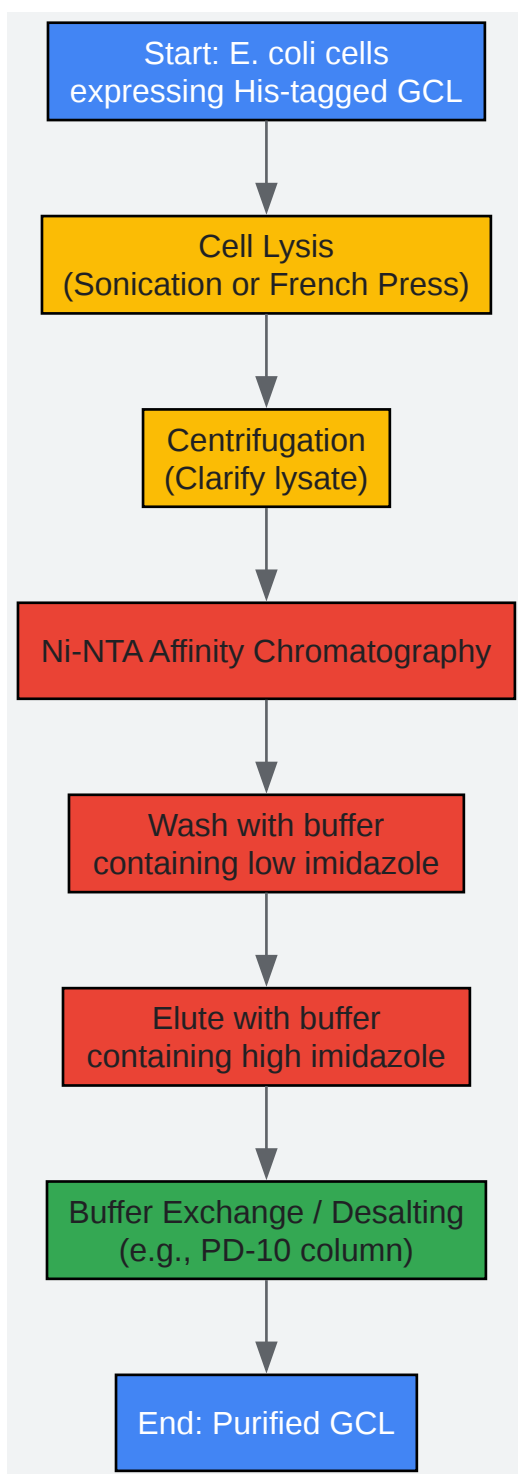 Start: E. coli cells
expressing His-tagged GCL
Cell Lysis
(Sonication or French Press)
Centrifugation
(Clarify lysate)
Ni-NTA Affinity Chromatography
Wash with buffer
containing low imidazole
Elute with buffer
containing high imidazole
Buffer Exchange / Desalting
(e.g., PD-10 column)
End: Purified GCL